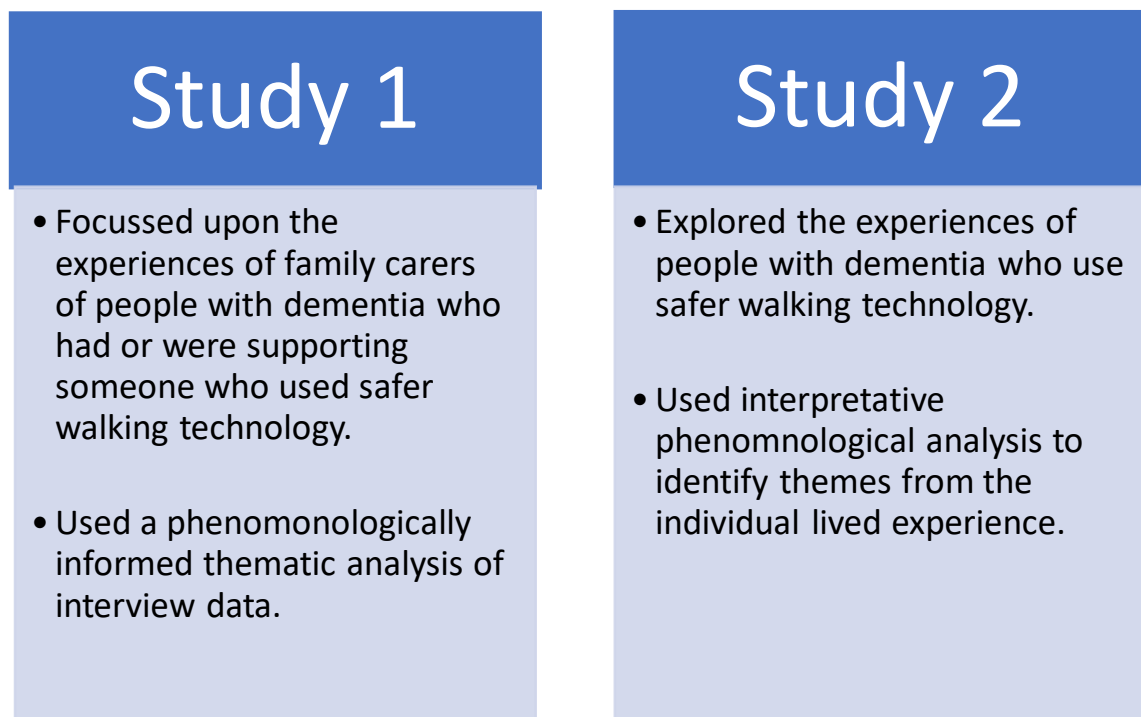 Study 1
• Focussed upon the
experiences of family carers
of people with dementia who
had or were supporting
someone who used safer
walking technology.
• Used a phenomonologically
informed thematic analysis of
interview data.
Study 2
• Explored the experiences of
people with dementia who use
safer walking technology.
• Used interpretative
phenomnological analysis to
identify themes from the
individual lived experience.